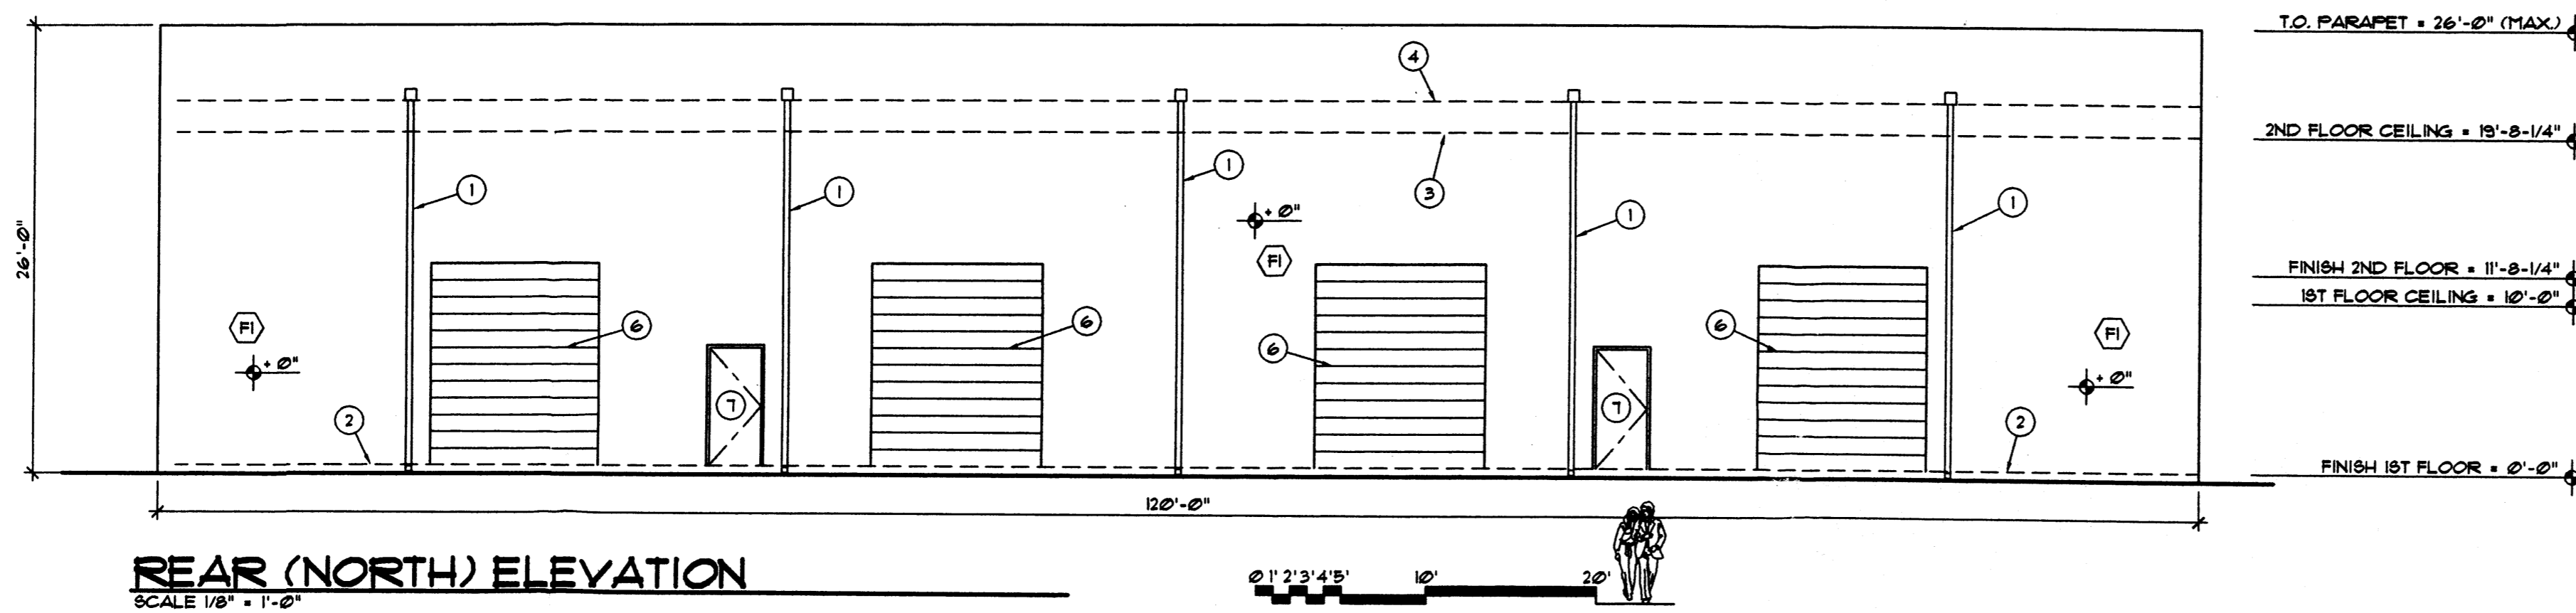 T.O. PARAPET = 26'-0" (MAX.)
4
2ND FLOOR CEILING = 19'-8-1/4"
1
1
1
3
1
1
+ 0"
26'-0"
F1
FINISH 2ND FLOOR = 11'-8-1/4"
1ST FLOOR CEILING = 10'-0"
F1
6
6
6
6
F1
+ 0"
+ 0"
7
7
2
2
FINISH 1ST FLOOR = 0'-0"
120'-0"
REAR (NORTH) ELEVATION
SCALE 1/8" = 1'-0"
0 1' 2' 3' 4' 5' 10' 20'